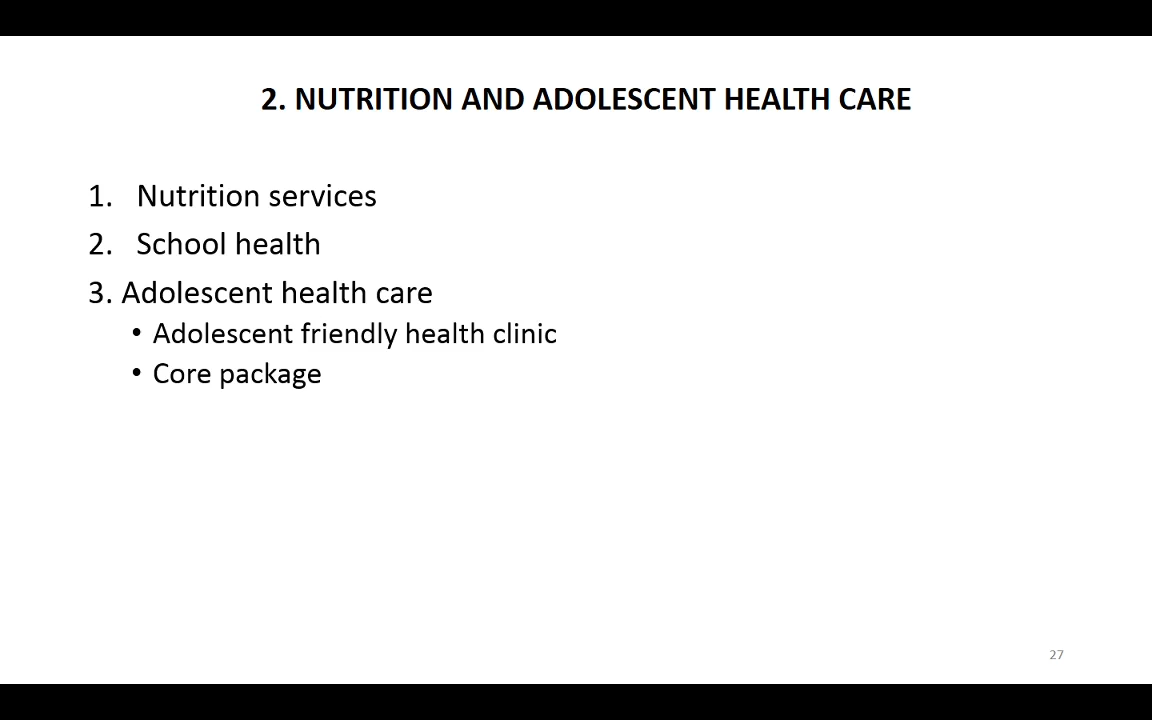 2. NUTRITION AND ADOLESCENT HEALTH CARE
1. Nutrition services
2. School health
3. Adolescent health care
• Adolescent friendly health clinic
• Core package
27